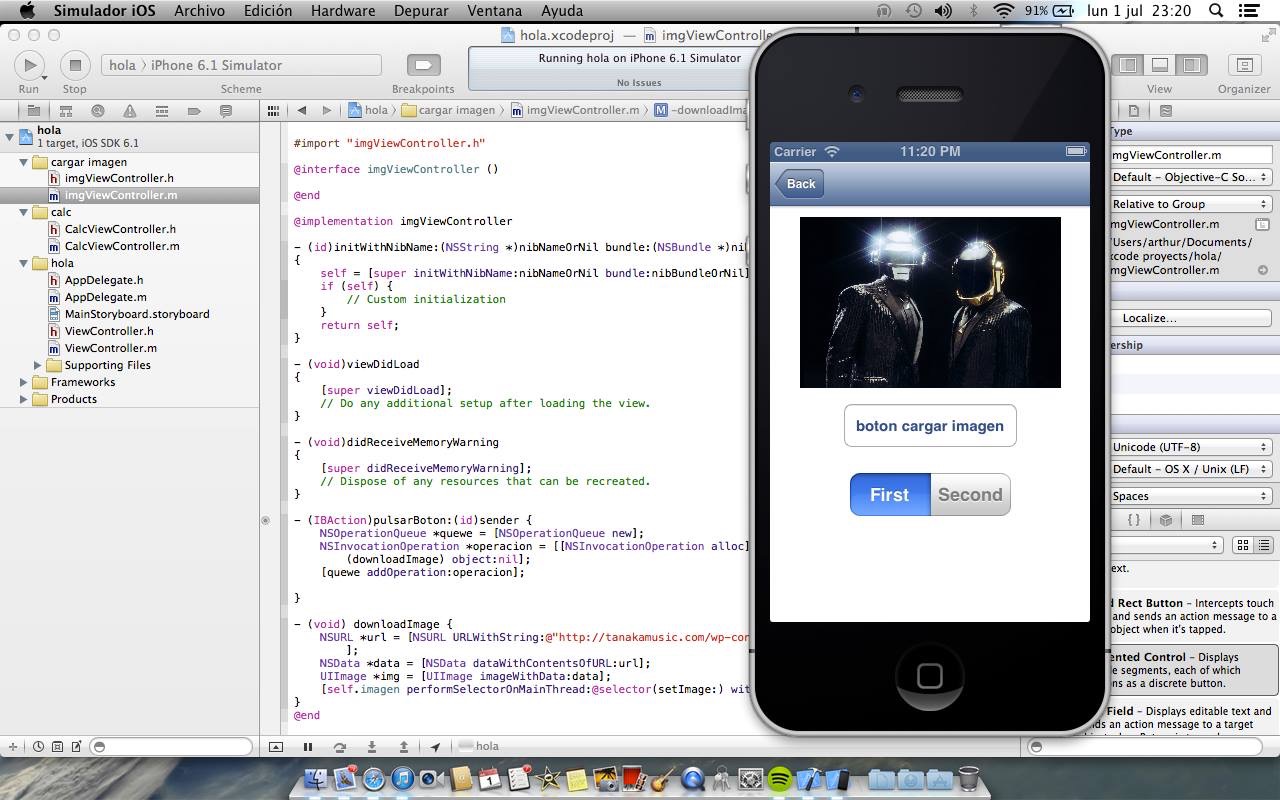 Simulador iOS Archivo Edición Hardware Depurar Ventana Ayuda 91% lun 1 jul 23:20
hola.xcodeproj — imgViewController
hola 〉 iPhone 6.1 Simulator
Running hola on iPhone 6.1 Simulator
No Issues
Run Stop Scheme Breakpoints View Organizer
hola 〉 cargar imagen 〉 imgViewController.m 〉 M -downloadIma
hola
1 target, iOS SDK 6.1
cargar imagen
h imgViewController.h
m imgViewController.m
calc
h CalcViewController.h
m CalcViewController.m
hola
h AppDelegate.h
m AppDelegate.m
MainStoryboard.storyboard
h ViewController.h
m ViewController.m
Supporting Files
Frameworks
Products
#import "imgViewController.h"
@interface imgViewController ()
@end
@implementation imgViewController
- (id)initWithNibName:(NSString *)nibNameOrNil bundle:(NSBundle *)ni
{
self = [super initWithNibName:nibNameOrNil bundle:nibBundleOrNil]
if (self) {
// Custom initialization
}
return self;
}
- (void)viewDidLoad
{
[super viewDidLoad];
// Do any additional setup after loading the view.
}
- (void)didReceiveMemoryWarning
{
[super didReceiveMemoryWarning];
// Dispose of any resources that can be recreated.
}
- (IBAction)pulsarBoton:(id)sender {
NSOperationQueue *quewe = [NSOperationQueue new];
NSInvocationOperation *operacion = [[NSInvocationOperation alloc]
(downloadImage) object:nil];
[quewe addOperation:operacion];
}
- (void) downloadImage {
NSURL *url = [NSURL URLWithString:@"http://tanakamusic.com/wp-con
];
NSData *data = [NSData dataWithContentsOfURL:url];
UIImage *img = [UIImage imageWithData:data];
[self.imagen performSelectorOnMainThread:@selector(setImage:) wit
}
@end
hola
Carrier 11:20 PM
Back
boton cargar imagen
First Second
Type
mgViewController.m
Default - Objective-C So...
Relative to Group
mgViewController.m
Users/arthur/Documents/
xcode proyects/hola/
mgViewController.m
Localize...
ership
Unicode (UTF-8)
Default - OS X / Unix (LF)
Spaces
{ }
ext.
d Rect Button - Intercepts touch
and sends an action message to a
object when it's tapped.
ented Control - Displays
e segments, each of which
ns as a discrete button.
Field - Displays editable text and
ds an action message to a target